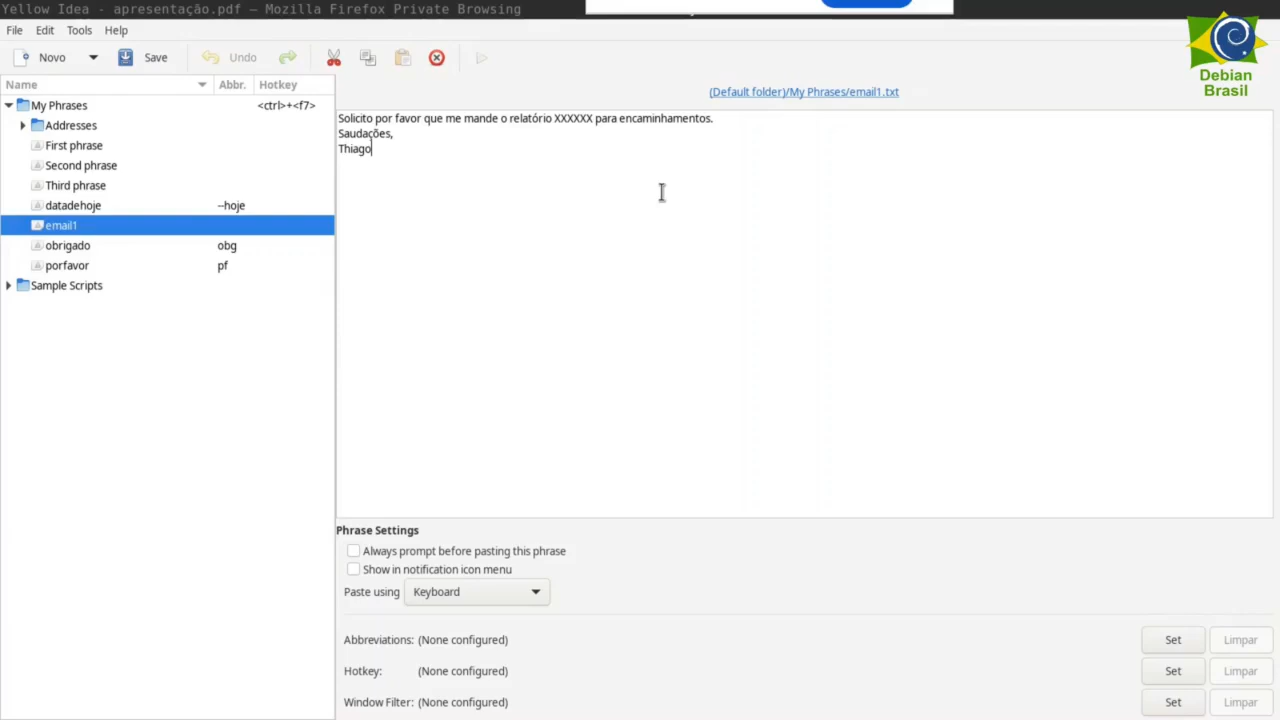 Yellow Idea - apresentação.pdf — Mozilla Firefox Private Browsing
File Edit Tools Help
Novo Save Undo
Debian
Brasil
Name Abbr. Hotkey
(Default folder)/My Phrases/email1.txt
My Phrases <ctrl>+<f7>
Addresses
First phrase
Second phrase
Third phrase
datadehoje --hoje
email1
obrigado obg
porfavor pf
Sample Scripts
Solicito por favor que me mande o relatório XXXXXX para encaminhamentos.
Saudações,
Thiago
Phrase Settings
Always prompt before pasting this phrase
Show in notification icon menu
Paste using Keyboard
Abbreviations: (None configured) Set Limpar
Hotkey: (None configured) Set Limpar
Window Filter: (None configured) Set Limpar